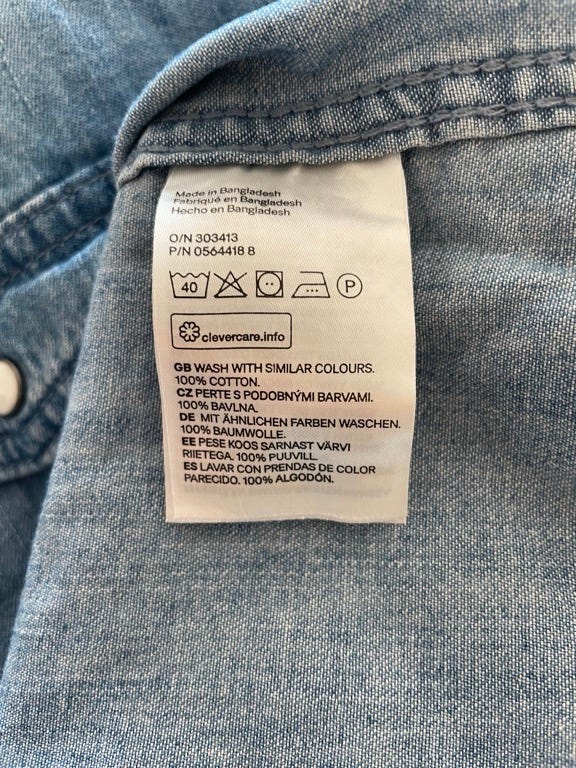 Made in Bangladesh
Fabriqué en Bangladesh
Hecho en Bangladesh
O/N 303413
P/N 0564418 8
40 P
clevercare.info
GB WASH WITH SIMILAR COLOURS.
100% COTTON.
CZ PERTE S PODOBNÝMI BARVAMI.
100% BAVLNA.
DE MIT ÄHNLICHEN FARBEN WASCHEN.
100% BAUMWOLLE.
EE PESE KOOS SARNAST VÄRVI
RIIETEGA. 100% PUUVILL.
ES LAVAR CON PRENDAS DE COLOR
PARECIDO. 100% ALGODÓN.